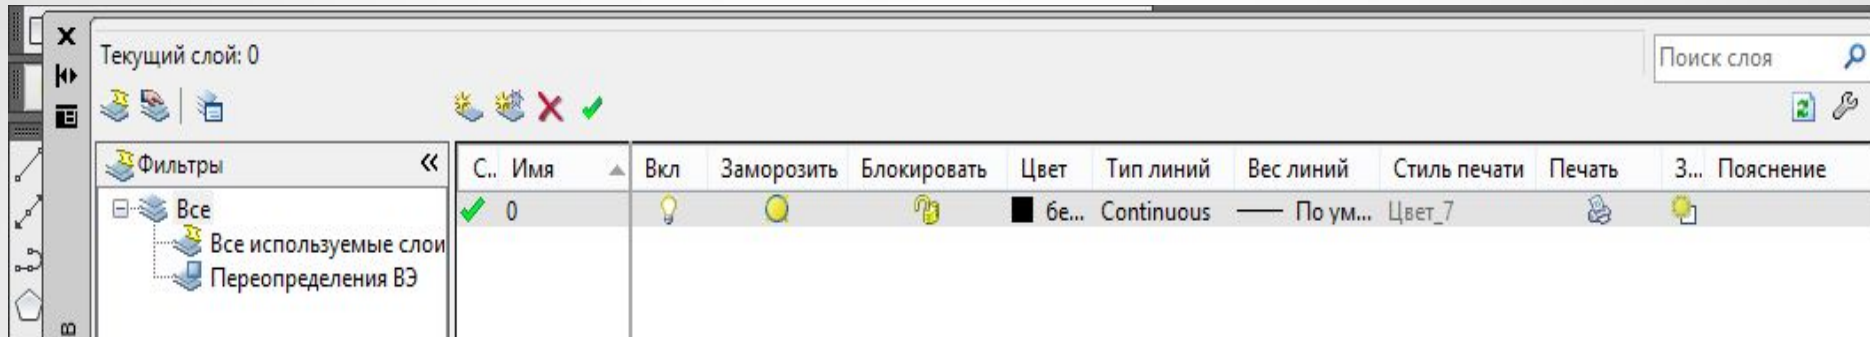 Текущий слой: 0
Поиск слоя
Фильтры
С.. Имя Вкл Заморозить Блокировать Цвет Тип линий Вес линий Стиль печати Печать З... Пояснение
Все
0 бе... Continuous По ум... Цвет_7
Все используемые слои
Переопределения ВЭ
В